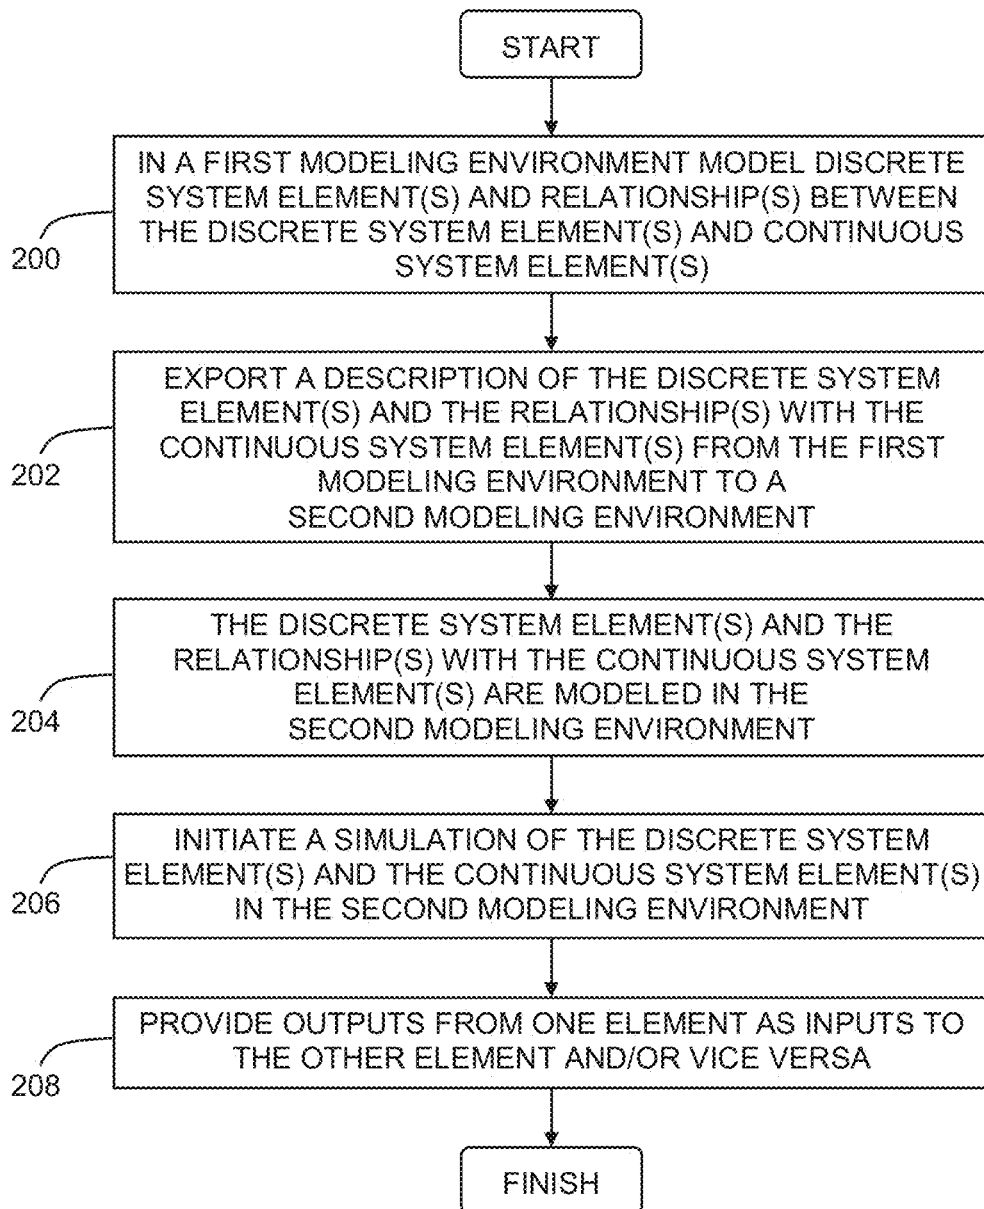 START
IN A FIRST MODELING ENVIRONMENT MODEL DISCRETE
SYSTEM ELEMENT(S) AND RELATIONSHIP(S) BETWEEN
THE DISCRETE SYSTEM ELEMENT(S) AND CONTINUOUS
SYSTEM ELEMENT(S)
200
EXPORT A DESCRIPTION OF THE DISCRETE SYSTEM
ELEMENT(S) AND THE RELATIONSHIP(S) WITH THE
CONTINUOUS SYSTEM ELEMENT(S) FROM THE FIRST
MODELING ENVIRONMENT TO A
SECOND MODELING ENVIRONMENT
202
THE DISCRETE SYSTEM ELEMENT(S) AND THE
RELATIONSHIP(S) WITH THE CONTINUOUS SYSTEM
ELEMENT(S) ARE MODELED IN THE
SECOND MODELING ENVIRONMENT
204
INITIATE A SIMULATION OF THE DISCRETE SYSTEM
ELEMENT(S) AND THE CONTINUOUS SYSTEM ELEMENT(S)
IN THE SECOND MODELING ENVIRONMENT
206
PROVIDE OUTPUTS FROM ONE ELEMENT AS INPUTS TO
THE OTHER ELEMENT AND/OR VICE VERSA
208
FINISH